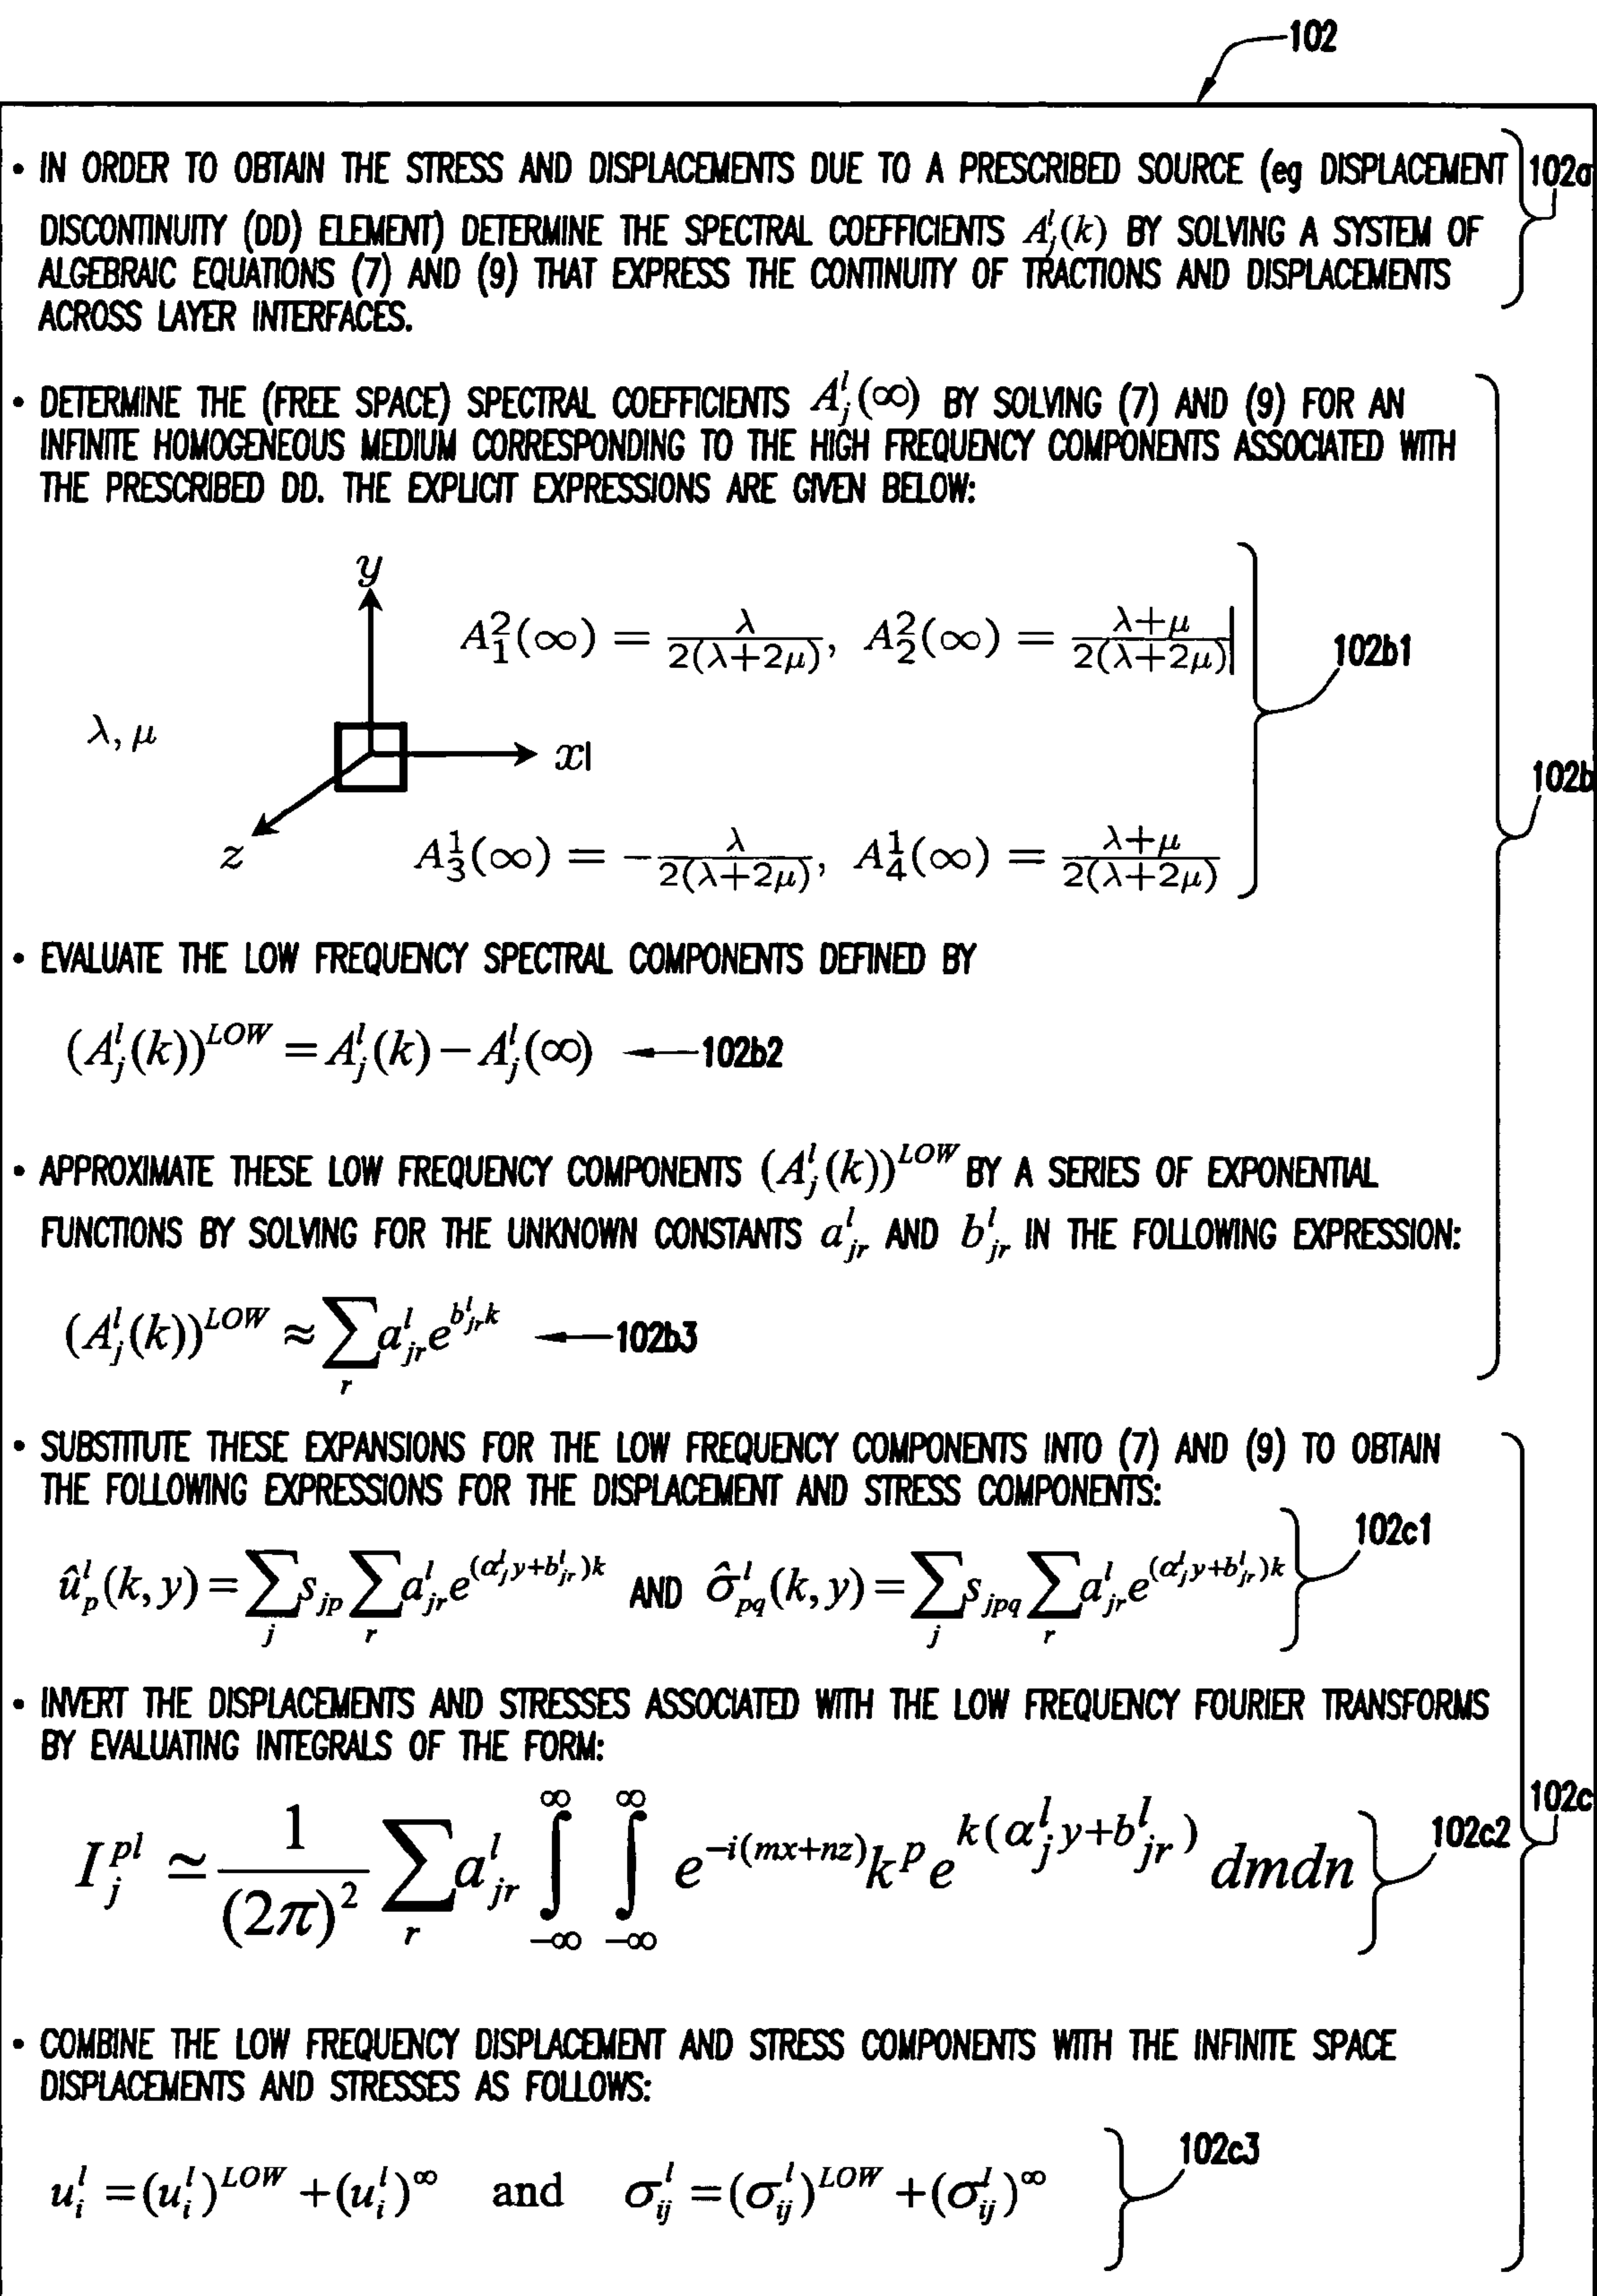 102
• IN ORDER TO OBTAIN THE STRESS AND DISPLACEMENTS DUE TO A PRESCRIBED SOURCE (eg DISPLACEMENT
102a
DISCONTINUITY (DD) ELEMENT) DETERMINE THE SPECTRAL COEFFICIENTS A_j^l(k) BY SOLVING A SYSTEM OF
ALGEBRAIC EQUATIONS (7) AND (9) THAT EXPRESS THE CONTINUITY OF TRACTIONS AND DISPLACEMENTS
ACROSS LAYER INTERFACES.
• DETERMINE THE (FREE SPACE) SPECTRAL COEFFICIENTS A_j^l(∞) BY SOLVING (7) AND (9) FOR AN
INFINITE HOMOGENEOUS MEDIUM CORRESPONDING TO THE HIGH FREQUENCY COMPONENTS ASSOCIATED WITH
THE PRESCRIBED DD. THE EXPLICIT EXPRESSIONS ARE GIVEN BELOW:
y
A_1^2(∞) = λ/(2(λ+2μ)), A_2^2(∞) = (λ+μ)/(2(λ+2μ))|
102b1
λ, μ
x|
102b
z
A_3^1(∞) = −λ/(2(λ+2μ)), A_4^1(∞) = (λ+μ)/(2(λ+2μ))
• EVALUATE THE LOW FREQUENCY SPECTRAL COMPONENTS DEFINED BY
(A_j^l(k))^LOW = A_j^l(k) − A_j^l(∞) 102b2
• APPROXIMATE THESE LOW FREQUENCY COMPONENTS (A_j^l(k))^LOW BY A SERIES OF EXPONENTIAL
FUNCTIONS BY SOLVING FOR THE UNKNOWN CONSTANTS a_jr^l AND b_jr^l IN THE FOLLOWING EXPRESSION:
(A_j^l(k))^LOW ≈ ∑_r a_jr^l e^(b_jr^l k) 102b3
• SUBSTITUTE THESE EXPANSIONS FOR THE LOW FREQUENCY COMPONENTS INTO (7) AND (9) TO OBTAIN
THE FOLLOWING EXPRESSIONS FOR THE DISPLACEMENT AND STRESS COMPONENTS:
102c1
û_p^l(k, y) = ∑_j s_jp ∑_r a_jr^l e^((α_j^l y+b_jr^l)k) AND σ̂_pq^l(k, y) = ∑_j s_jpq ∑_r a_jr^l e^((α_j^l y+b_jr^l)k)
• INVERT THE DISPLACEMENTS AND STRESSES ASSOCIATED WITH THE LOW FREQUENCY FOURIER TRANSFORMS
BY EVALUATING INTEGRALS OF THE FORM:
102c
I_j^pl ≃ 1/(2π)^2 ∑_r a_jr^l ∫_−∞^∞ ∫_−∞^∞ e^(−i(mx+nz)) k^p e^(k(α_j^l y+b_jr^l)) dmdn 102c2
• COMBINE THE LOW FREQUENCY DISPLACEMENT AND STRESS COMPONENTS WITH THE INFINITE SPACE
DISPLACEMENTS AND STRESSES AS FOLLOWS:
102c3
u_i^l = (u_i^l)^LOW + (u_i^l)^∞ and σ_ij^l = (σ_ij^l)^LOW + (σ_ij^l)^∞